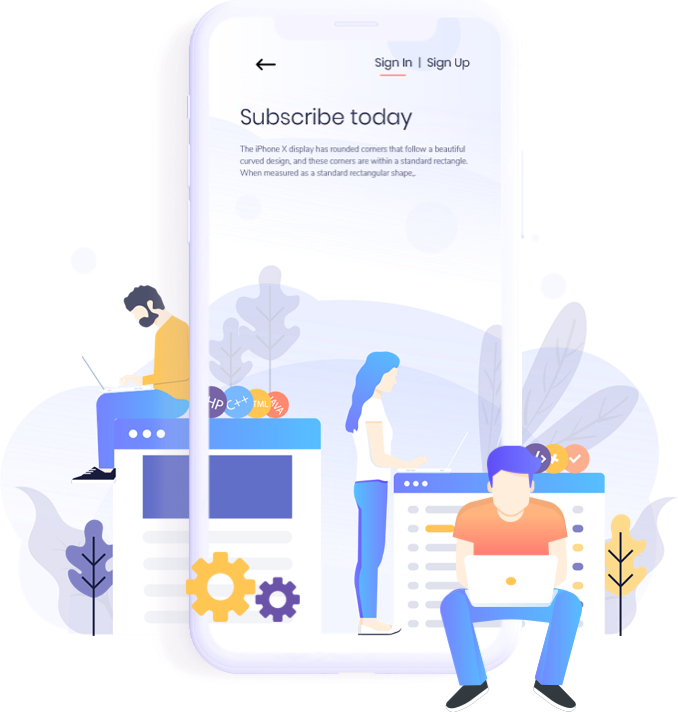 Sign In | Sign Up
Subscribe today
The iPhone X display has rounded corners that follow a beautiful
curved design, and these corners are within a standard rectangle.
When measured as a standard rectangular shape,.
HP C++ TML AVA